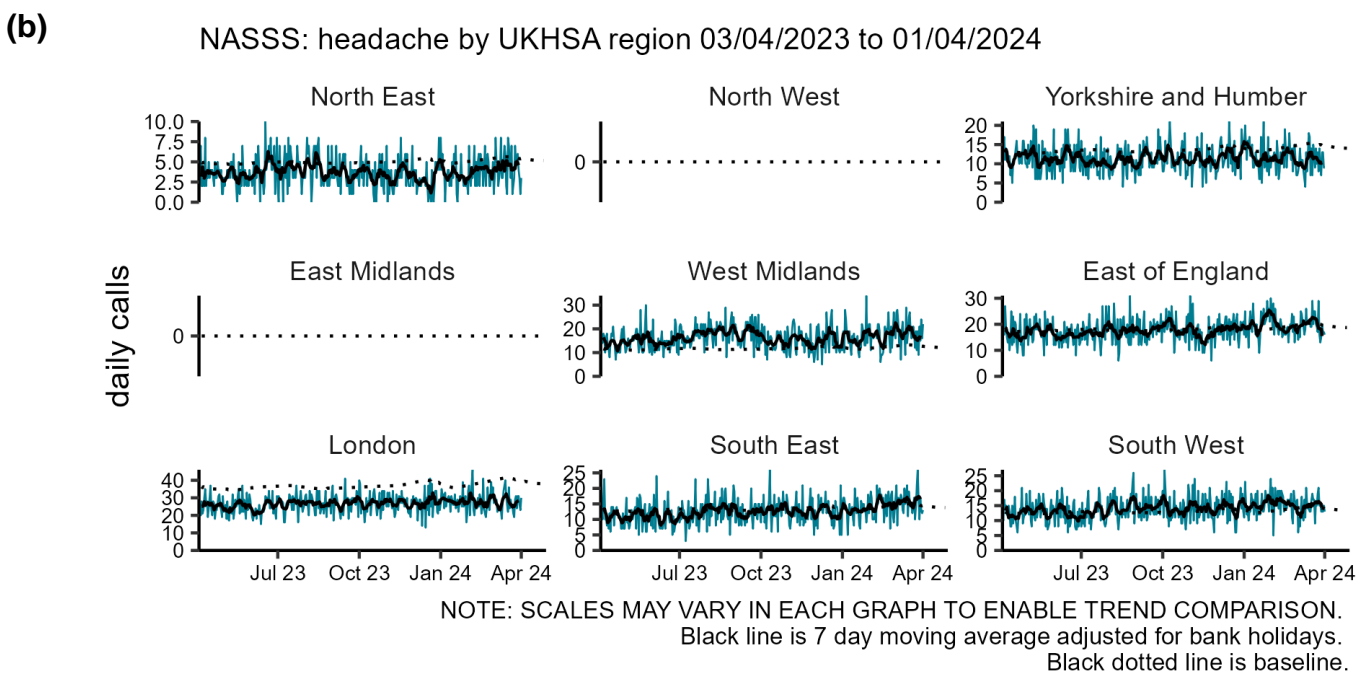 (b)
NASSS: headache by UKHSA region 03/04/2023 to 01/04/2024
daily calls
North East
10.0
7.5
5.0
2.5
0.0
North West
0
Yorkshire and Humber
20
15
10
5
0
East Midlands
0
West Midlands
30
20
10
0
East of England
30
20
10
0
London
40
30
20
10
0
Jul 23 Oct 23 Jan 24 Apr 24
South East
25
20
15
10
5
0
Jul 23 Oct 23 Jan 24 Apr 24
South West
25
20
15
10
5
0
Jul 23 Oct 23 Jan 24 Apr 24
NOTE: SCALES MAY VARY IN EACH GRAPH TO ENABLE TREND COMPARISON.
Black line is 7 day moving average adjusted for bank holidays.
Black dotted line is baseline.